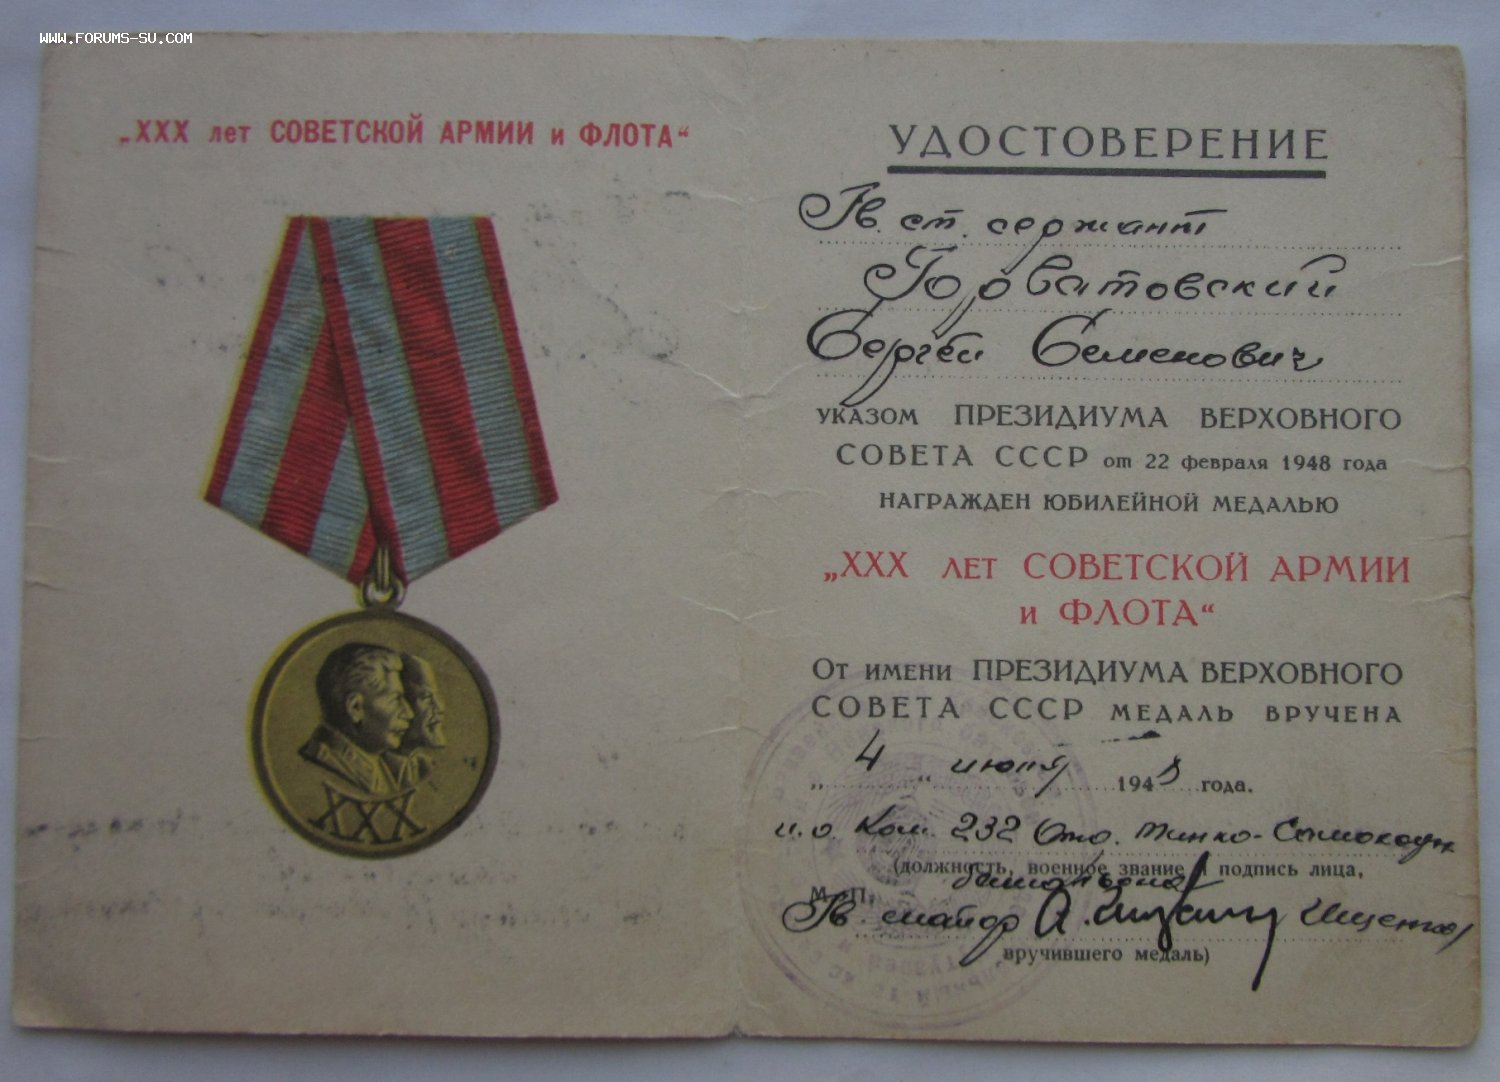 WWW.FORUMS-SU.COM
„XXX лет СОВЕТСКОЙ АРМИИ и ФЛОТА“
XXX
УДОСТОВЕРЕНИЕ
Гв. ст. сержант
Горбатовский
Сергей Семенович
УКАЗОМ ПРЕЗИДИУМА ВЕРХОВНОГО
СОВЕТА СССР от 22 февраля 1948 года
НАГРАЖДЕН ЮБИЛЕЙНОЙ МЕДАЛЬЮ
„XXX ЛЕТ СОВЕТСКОЙ АРМИИ
и ФЛОТА“
ОТ ИМЕНИ ПРЕЗИДИУМА ВЕРХОВНОГО
СОВЕТА СССР МЕДАЛЬ ВРУЧЕНА
„ 4 “ июля 1948 года.
и.о. Ком. 232 Отд. танко-самоходн
(должность, военное звание и подпись лица,
батальона
М. П.
Гв. майор Ищенко
вручившего медаль)